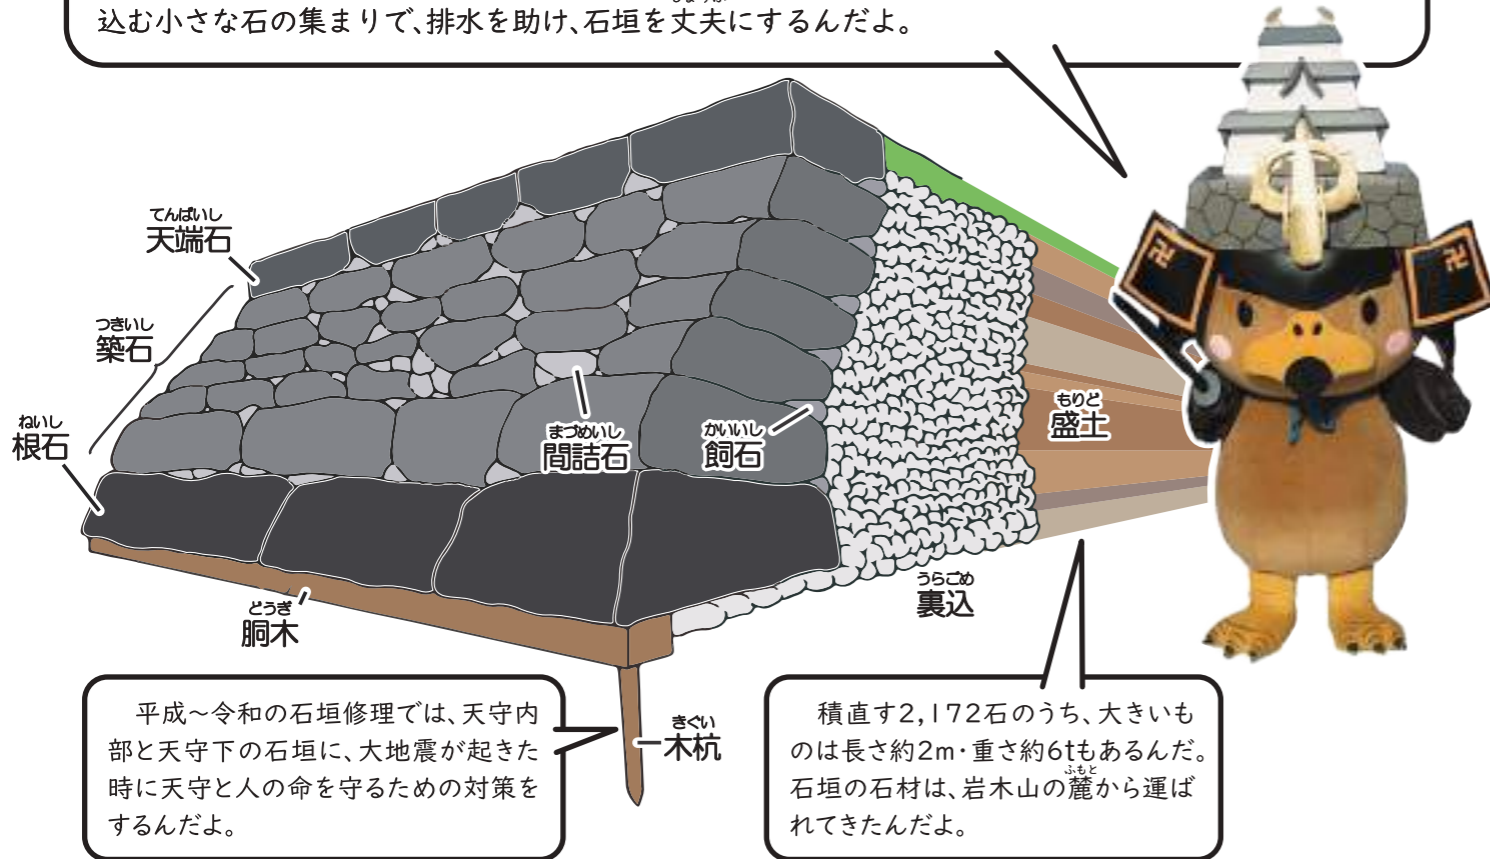 込む小さな石の集まりで、排水を助け、石垣を丈夫にするんだよ。
てんばいし
天端石
つきいし
築石
ねいし
根石
まづめいし
間詰石
かいいし
飼石
もりど
盛土
うらごめ
裏込
どうぎ
胴木
きぐい
木杭
平成～令和の石垣修理では、天守内
部と天守下の石垣に、大地震が起きた
時に天守と人の命を守るための対策を
するんだよ。
積直す2,172石のうち、大きいも
のは長さ約2m・重さ約6tもあるんだ。
ふもと
石垣の石材は、岩木山の麓から運ば
れてきたんだよ。
卍
卍